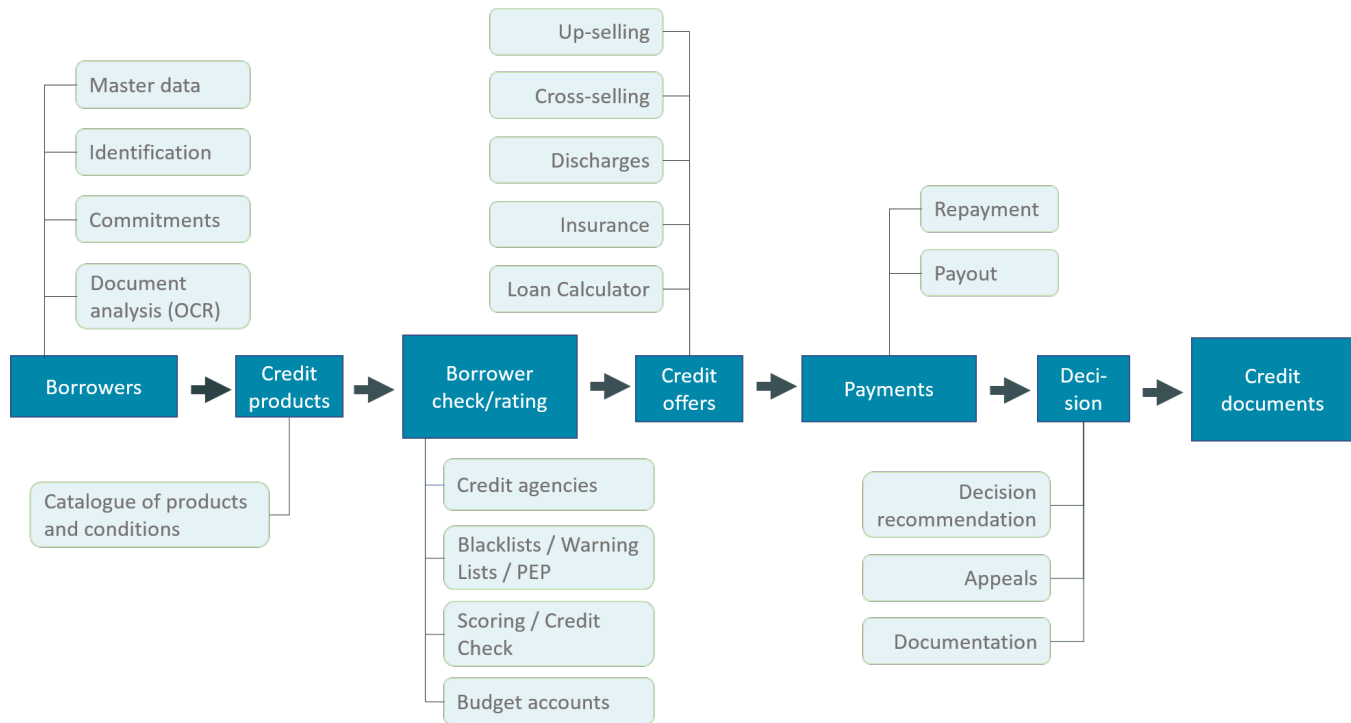 Up-selling
Master data
Cross-selling
Identification
Discharges
Commitments
Insurance
Repayment
Document
analysis (OCR)
Loan Calculator
Payout
Borrowers
Credit
products
Borrower
check/rating
Credit
offers
Payments
Deci-
sion
Credit
documents
Catalogue of products
and conditions
Credit agencies
Decision
recommendation
Blacklists / Warning
Lists / PEP
Appeals
Scoring / Credit
Check
Documentation
Budget accounts